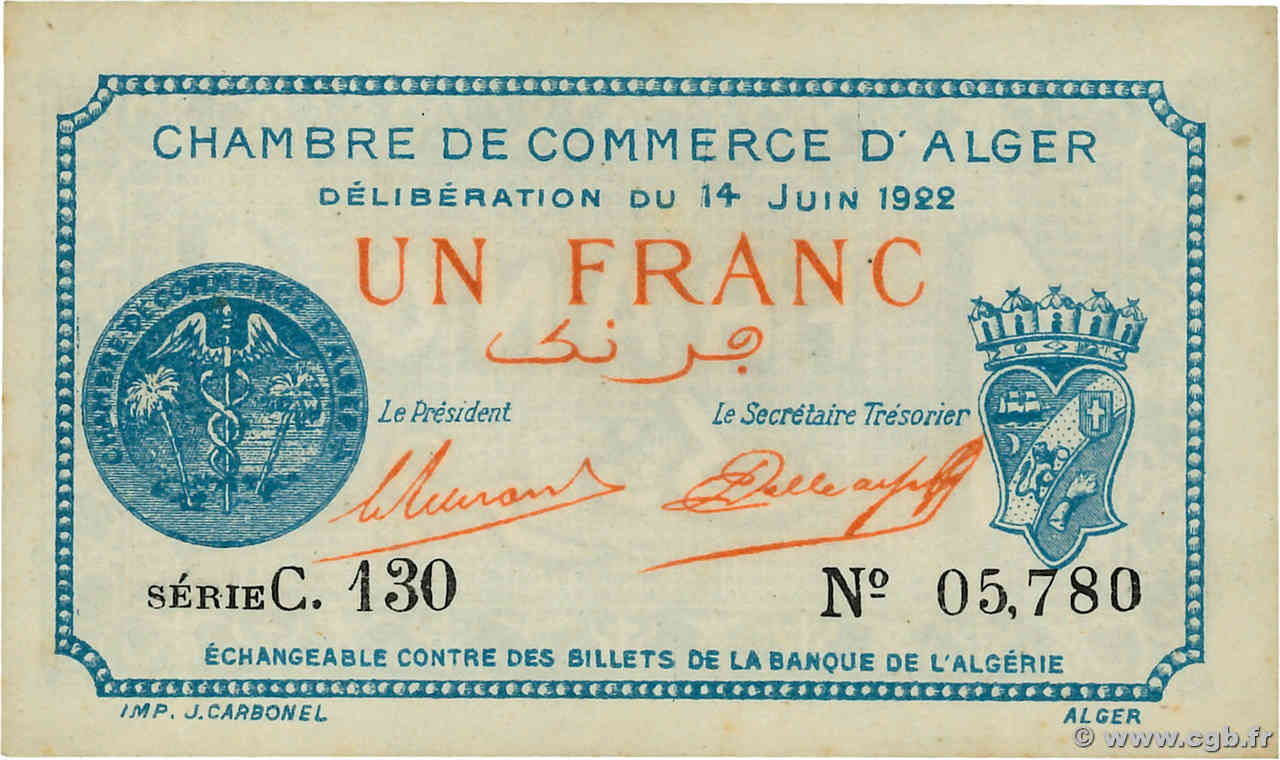 CHAMBRE DE COMMERCE D'ALGER
DÉLIBÉRATION DU 14 JUIN 1922
UN FRANC
فرنك
CHAMBRE DE COMMERCE D'ALGER
Le Président
Le Secrétaire Trésorier
SÉRIE C. 130
Nº 05,780
ÉCHANGEABLE CONTRE DES BILLETS DE LA BANQUE DE L'ALGÉRIE
IMP. J. CARBONEL
ALGER
© www.cgb.fr